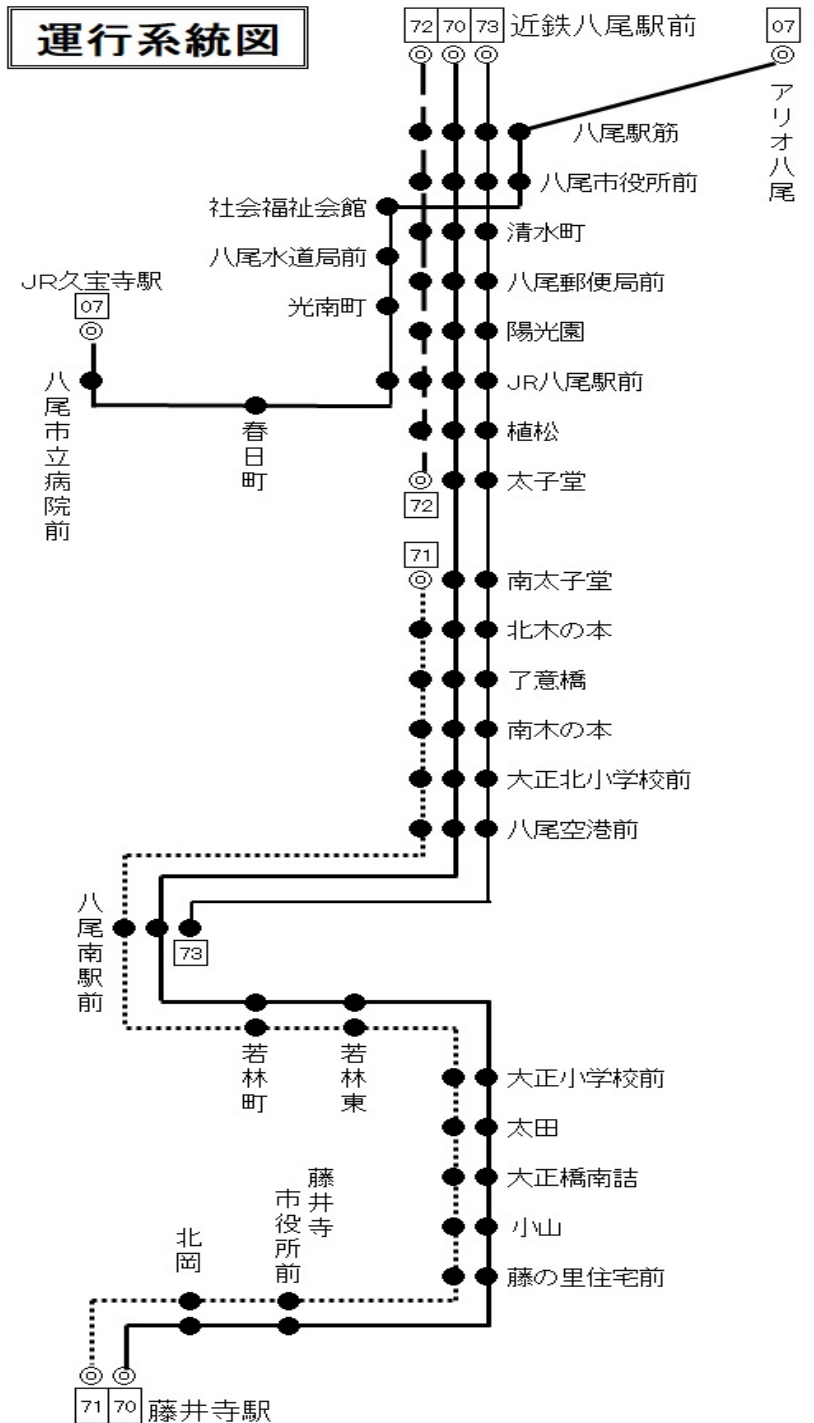 運行系統図
72 70 73 近鉄八尾駅前
07
アリオ八尾
八尾駅筋
八尾市役所前
社会福祉会館
清水町
八尾水道局前
八尾郵便局前
JR久宝寺駅
07
光南町
陽光園
JR八尾駅前
八尾市立病院前
春日町
植松
太子堂
72
71
南太子堂
北木の本
了意橋
南木の本
大正北小学校前
八尾空港前
八尾南駅前
73
若林町
若林東
大正小学校前
太田
大正橋南詰
藤井寺
市役所前
北岡
小山
藤の里住宅前
71 70 藤井寺駅